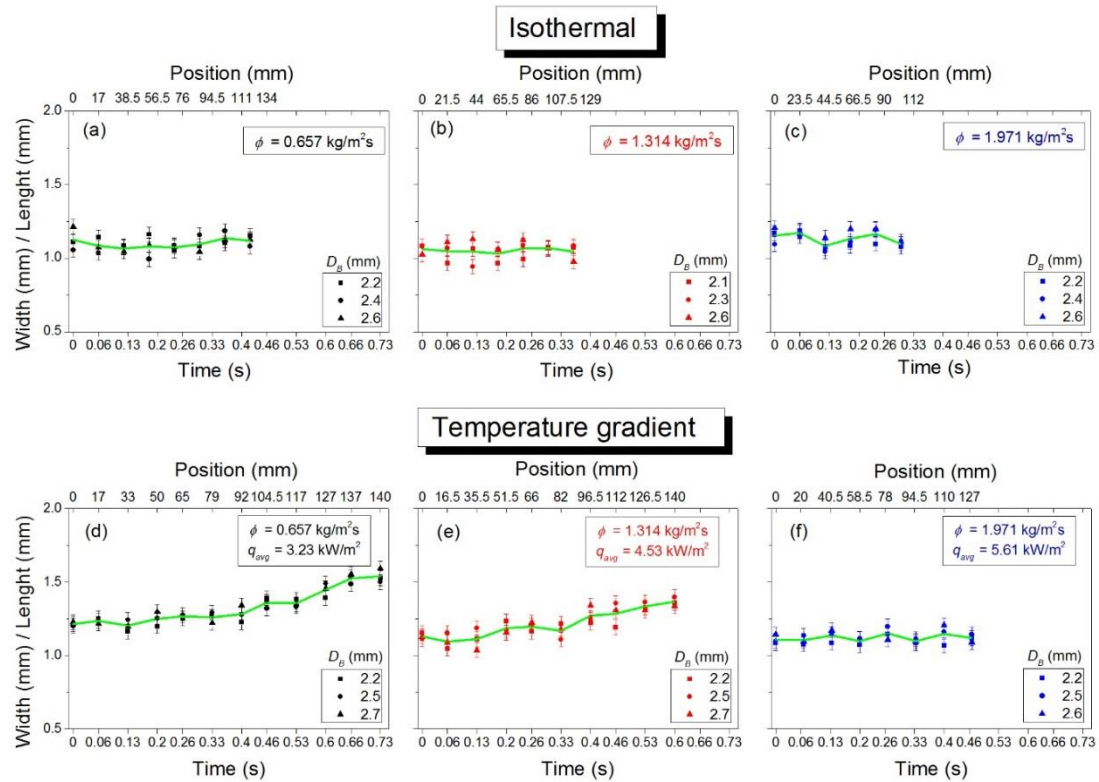 Isothermal
Position (mm)
0 17 38.5 56.5 76 94.5 111 134
(a)
ϕ = 0.657 kg/m²s
2.0
1.5
1.0
0.5
Width (mm) / Lenght (mm)
D_B (mm)
2.2
2.4
2.6
0 0.06 0.13 0.2 0.26 0.33 0.4 0.46 0.53 0.6 0.66 0.73
Time (s)
Position (mm)
0 21.5 44 65.5 86 107.5 129
(b)
ϕ = 1.314 kg/m²s
D_B (mm)
2.1
2.3
2.6
0 0.06 0.13 0.2 0.26 0.33 0.4 0.46 0.53 0.6 0.66 0.73
Time (s)
Position (mm)
0 23.5 44.5 66.5 90 112
(c)
ϕ = 1.971 kg/m²s
D_B (mm)
2.2
2.4
2.6
0 0.06 0.13 0.2 0.26 0.33 0.4 0.46 0.53 0.6 0.66 0.73
Time (s)
Temperature gradient
Position (mm)
0 17 33 50 65 79 92 104.5 117 127 137 140
(d)
ϕ = 0.657 kg/m²s
q_avg = 3.23 kW/m²
2.0
1.5
1.0
0.5
Width (mm) / Lenght (mm)
D_B (mm)
2.2
2.5
2.7
0 0.06 0.13 0.2 0.26 0.33 0.4 0.46 0.53 0.6 0.66 0.73
Time (s)
Position (mm)
0 16.5 35.5 51.5 66 82 96.5 112 126.5 140
(e)
ϕ = 1.314 kg/m²s
q_avg = 4.53 kW/m²
D_B (mm)
2.2
2.5
2.7
0 0.06 0.13 0.2 0.26 0.33 0.4 0.46 0.53 0.6 0.66 0.73
Time (s)
Position (mm)
0 20 40.5 58.5 78 94.5 110 127
(f)
ϕ = 1.971 kg/m²s
q_avg = 5.61 kW/m²
D_B (mm)
2.2
2.5
2.6
0 0.06 0.13 0.2 0.26 0.33 0.4 0.46 0.53 0.6 0.66 0.73
Time (s)